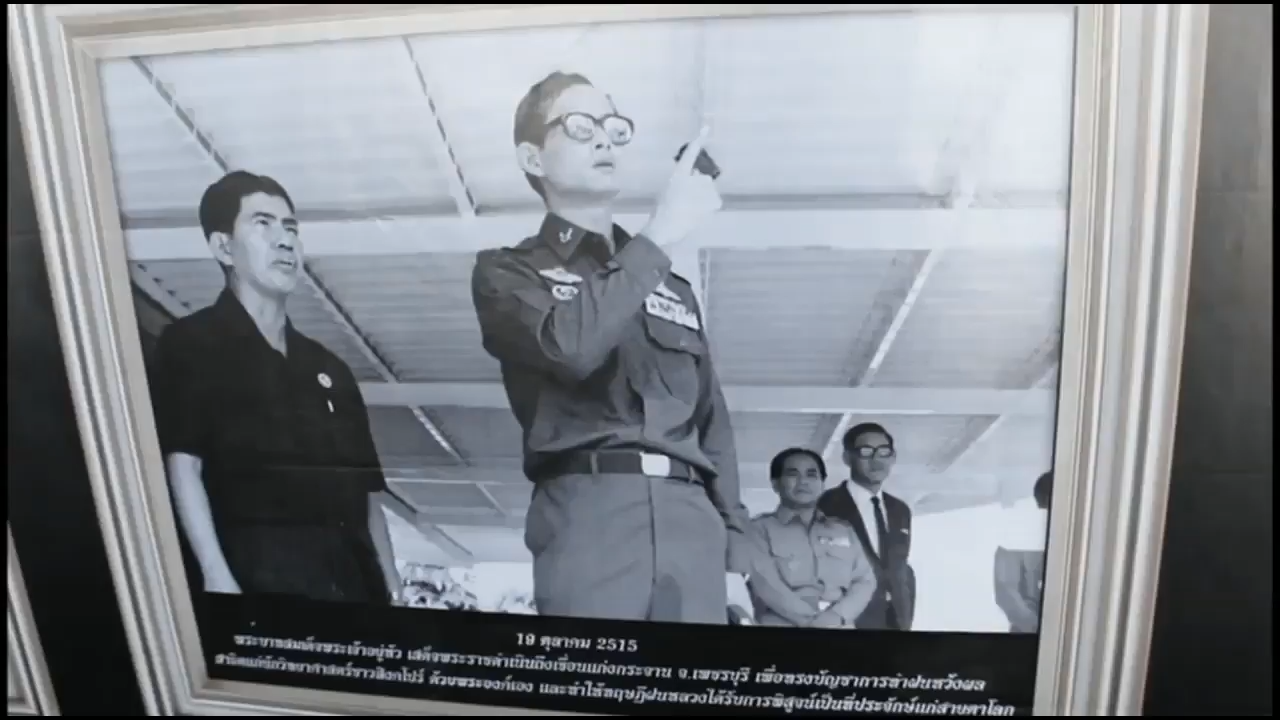 19 ตุลาคม 2515
พระบาทสมเด็จพระเจ้าอยู่หัว เสด็จพระราชดำเนินถึงเขื่อนแก่งกระจาน จ.เพชรบุรี เพื่อทรงบัญชาการทำฝนหวังผล
สาธิตแก่นักวิทยาศาสตร์ชาวสิงคโปร์ ด้วยพระองค์เอง และทำให้ทฤษฎีฝนหลวงได้รับการพิสูจน์เป็นที่ประจักษ์แก่สายตาโลก